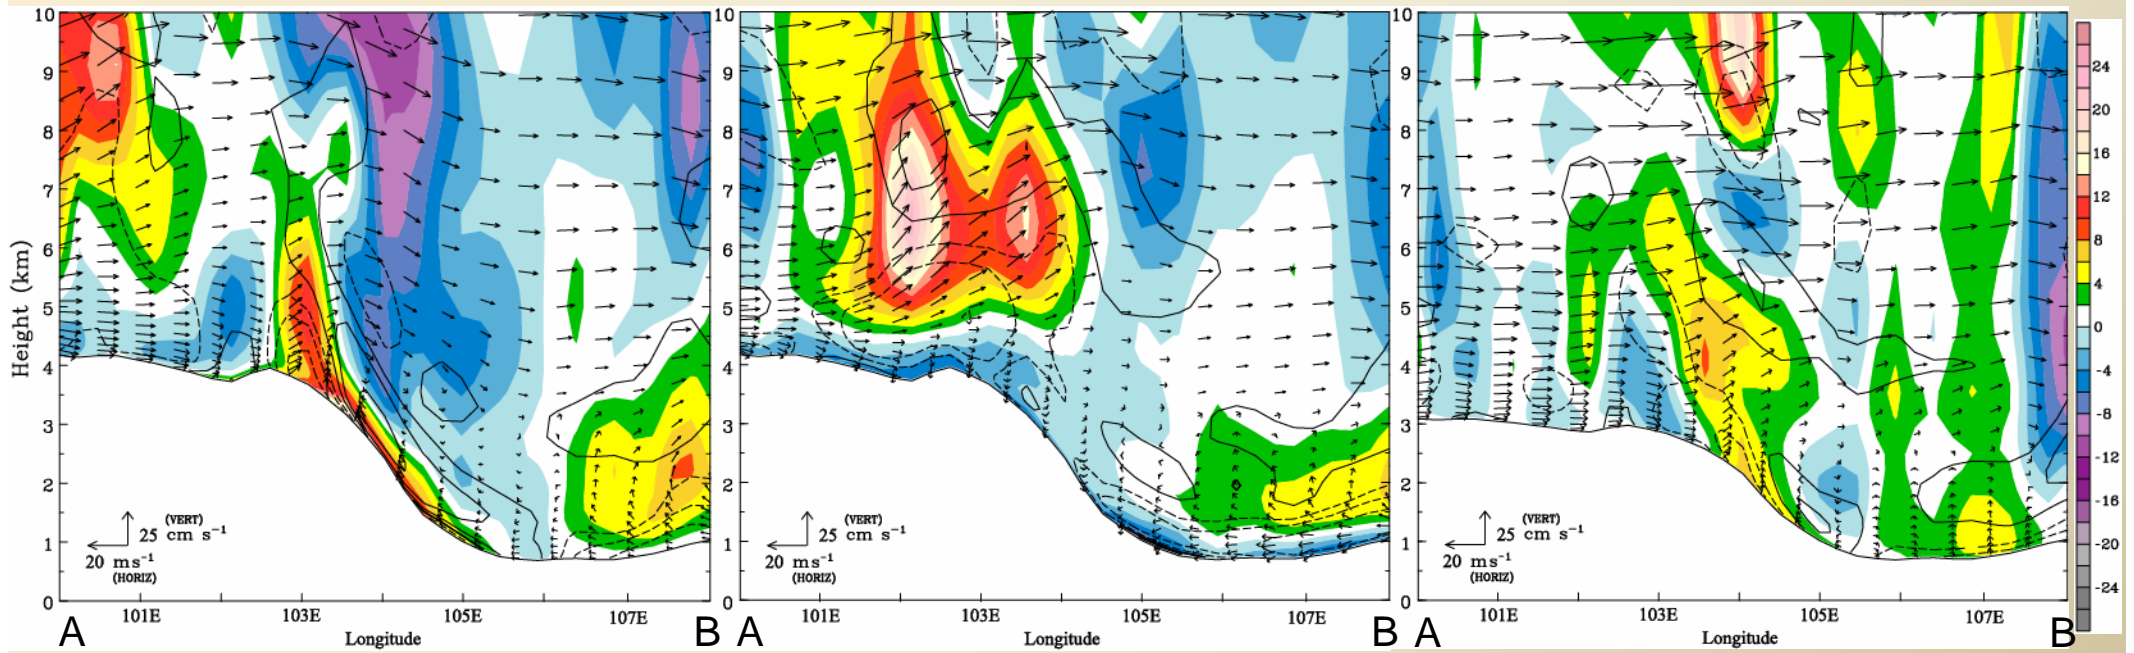 Height (km)
10
9
8
7
6
5
4
3
2
1
0
(VERT)
25 cm s⁻¹
20 ms⁻¹
(HORIZ)
101E 103E 105E 107E
A Longitude B
10
9
8
7
6
5
4
3
2
1
0
(VERT)
25 cm s⁻¹
20 ms⁻¹
(HORIZ)
101E 103E 105E 107E
A Longitude B
10
9
8
7
6
5
4
3
2
1
0
(VERT)
25 cm s⁻¹
20 ms⁻¹
(HORIZ)
101E 103E 105E 107E
A Longitude B
24
20
16
12
8
4
0
-4
-8
-12
-16
-20
-24